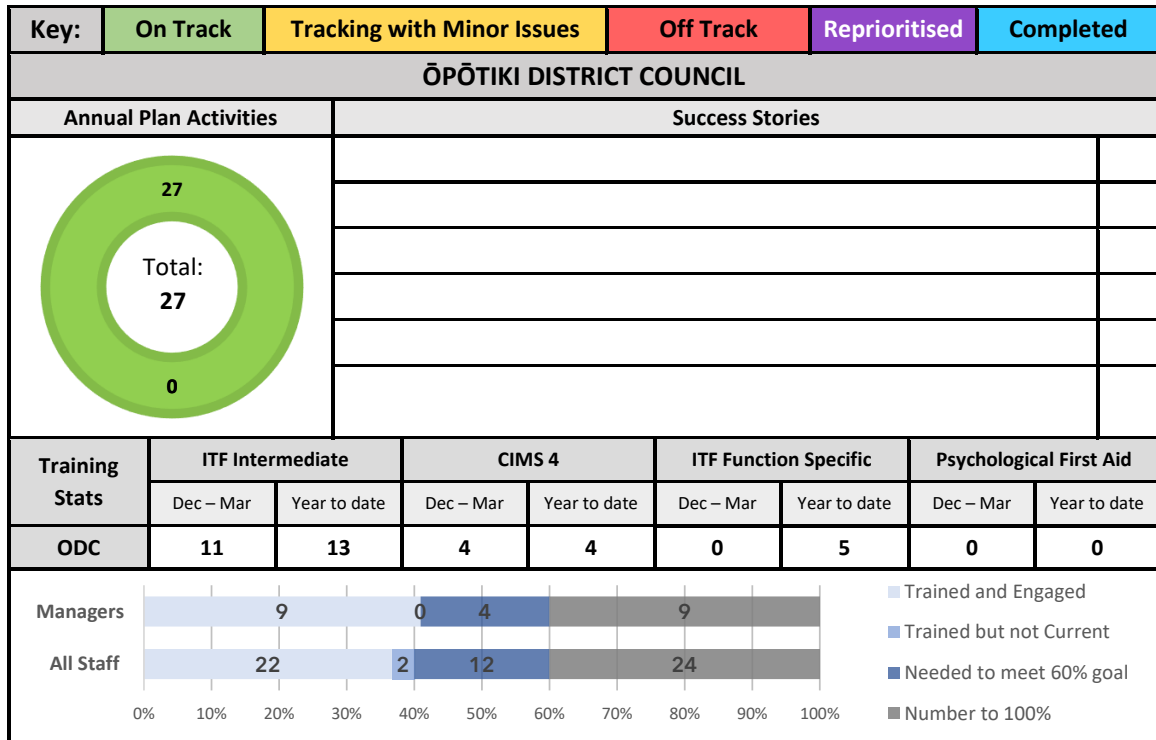 Key: On Track Tracking with Minor Issues Off Track Reprioritised Completed
ŌPŌTIKI DISTRICT COUNCIL
Annual Plan Activities Success Stories
27
Total:
27
0
Training Stats ITF Intermediate CIMS 4 ITF Function Specific Psychological First Aid
Dec – Mar Year to date Dec – Mar Year to date Dec – Mar Year to date Dec – Mar Year to date
ODC 11 13 4 4 0 5 0 0
Managers 9 0 4 9
All Staff 22 2 12 24
0% 10% 20% 30% 40% 50% 60% 70% 80% 90% 100%
Trained and Engaged
Trained but not Current
Needed to meet 60% goal
Number to 100%